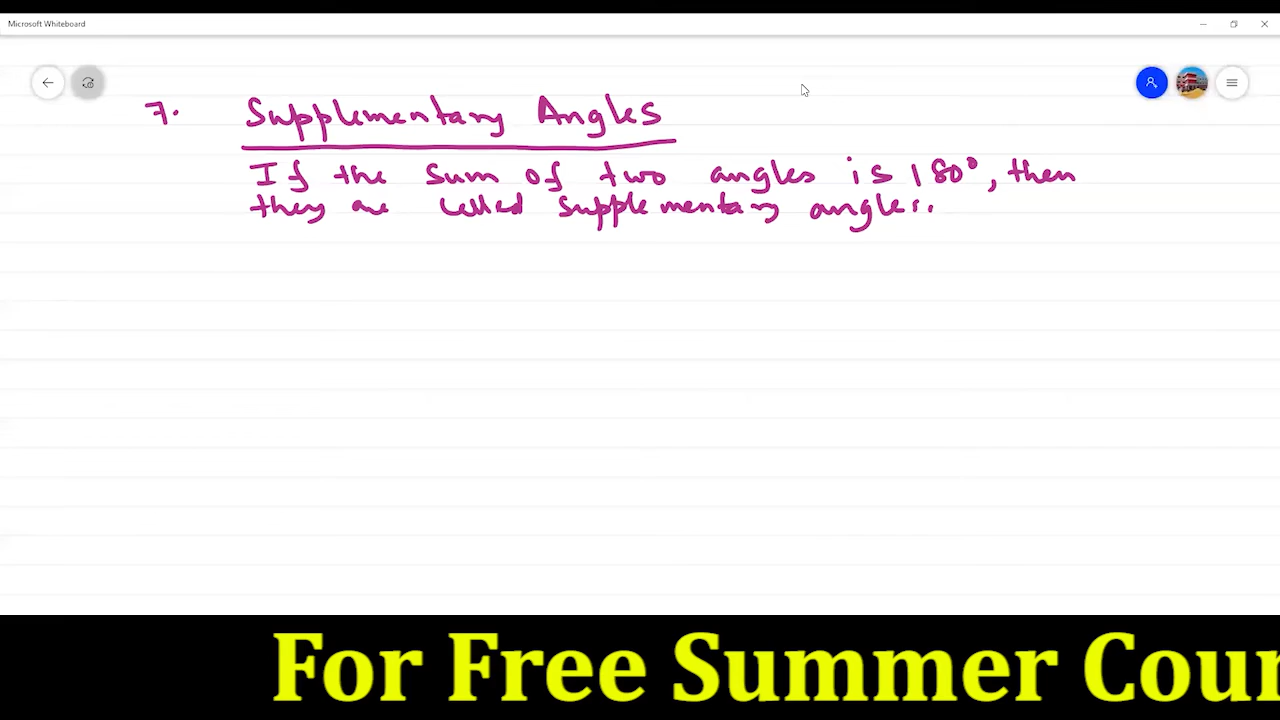 Microsoft Whiteboard
7. Supplementary Angles
If the sum of two angles is 180°, then
they are called supplementary angles.
For Free Summer Cour